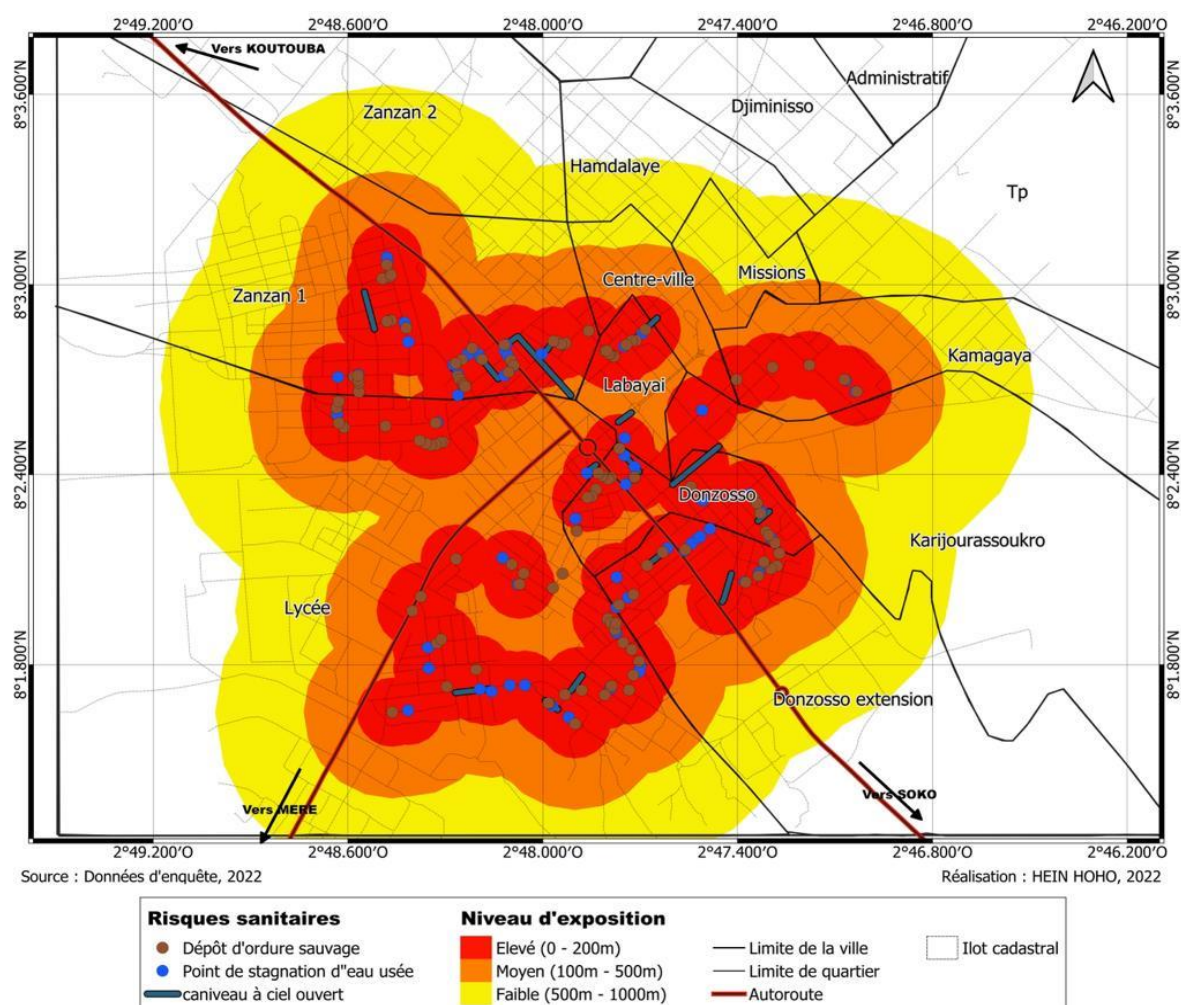 2°49.200'O 2°48.600'O 2°48.000'O 2°47.400'O 2°46.800'O 2°46.200'O
Vers KOUTOUBA
8°3.600'N Zanzan 2 Administratif 8°3.600'N
Djiminisso
Hamdalaye
Tp
8°3.000'N Zanzan 1 Centre-ville Missions 8°3.000'N
Kamagaya
Labayai
8°2.400'N Donzosso 8°2.400'N
Karijourassoukro
Lycée
8°1.800'N Donzosso extension 8°1.800'N
Vers MERE Vers SOKO
2°49.200'O 2°48.600'O 2°48.000'O 2°47.400'O 2°46.800'O 2°46.200'O
Source : Données d'enquête, 2022 Réalisation : HEIN HOHO, 2022
Risques sanitaires Niveau d'exposition
Dépôt d'ordure sauvage Elevé (0 - 200m) Limite de la ville Ilot cadastral
Point de stagnation d"eau usée Moyen (100m - 500m) Limite de quartier
caniveau à ciel ouvert Faible (500m - 1000m) Autoroute